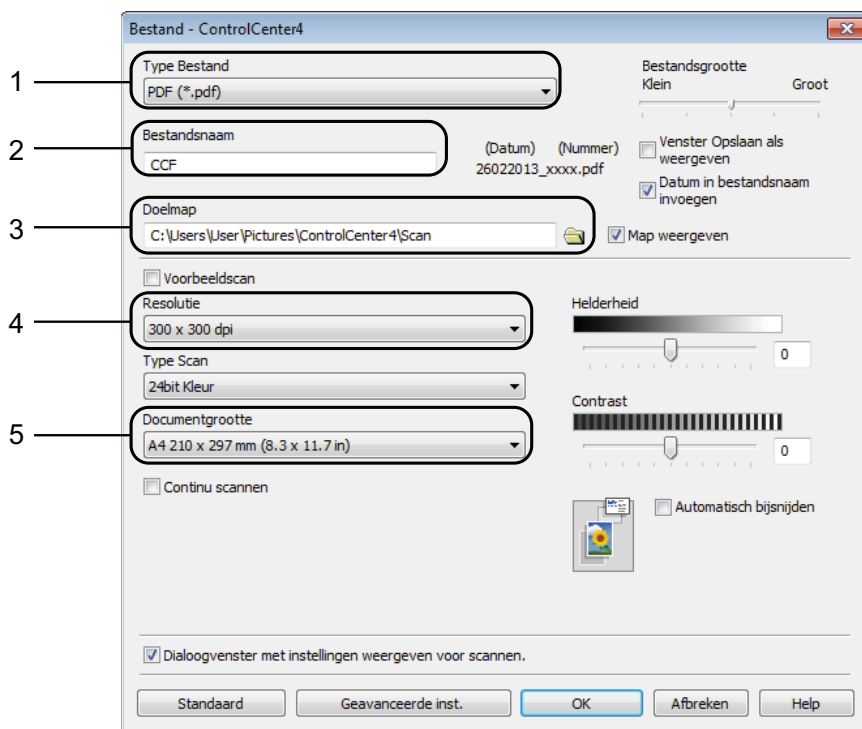 Bestand - ControlCenter4
1
Type Bestand
PDF (*.pdf)
Bestandsgrootte
Klein Groot
2
Bestandsnaam
CCF
(Datum) (Nummer)
26022013_xxxx.pdf
Venster Opslaan als
weergeven
Datum in bestandsnaam
invoegen
3
Doelmap
C:\Users\User\Pictures\ControlCenter4\Scan
Map weergeven
Voorbeeldscan
4
Resolutie
300 x 300 dpi
Helderheid
0
Type Scan
24bit Kleur
5
Documentgrootte
A4 210 x 297 mm (8.3 x 11.7 in)
Contrast
0
Continu scannen
Automatisch bijsnijden
Dialoogvenster met instellingen weergeven voor scannen.
Standaard Geavanceerde inst. OK Afbreken Help